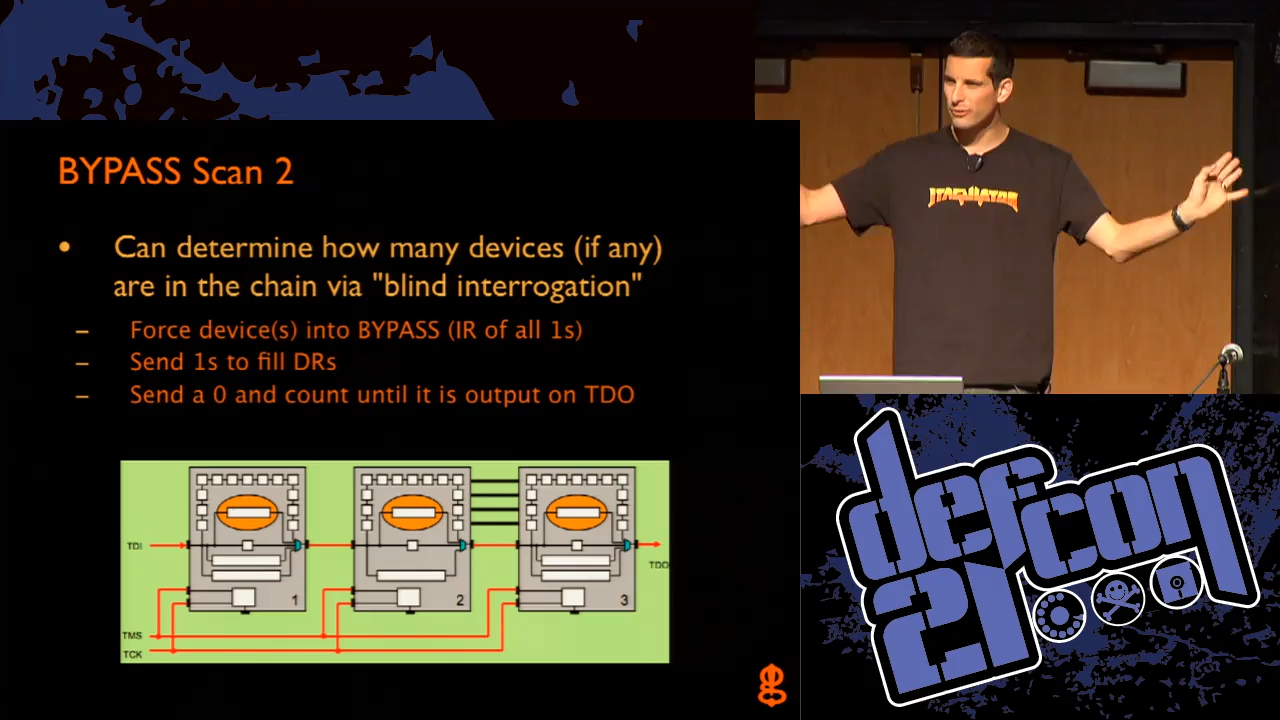 BYPASS Scan 2
• Can determine how many devices (if any)
are in the chain via "blind interrogation"
– Force device(s) into BYPASS (IR of all 1s)
– Send 1s to fill DRs
– Send a 0 and count until it is output on TDO
TDI
1
2
3
TDO
TMS
TCK
JTAGULATOR
defcon
21